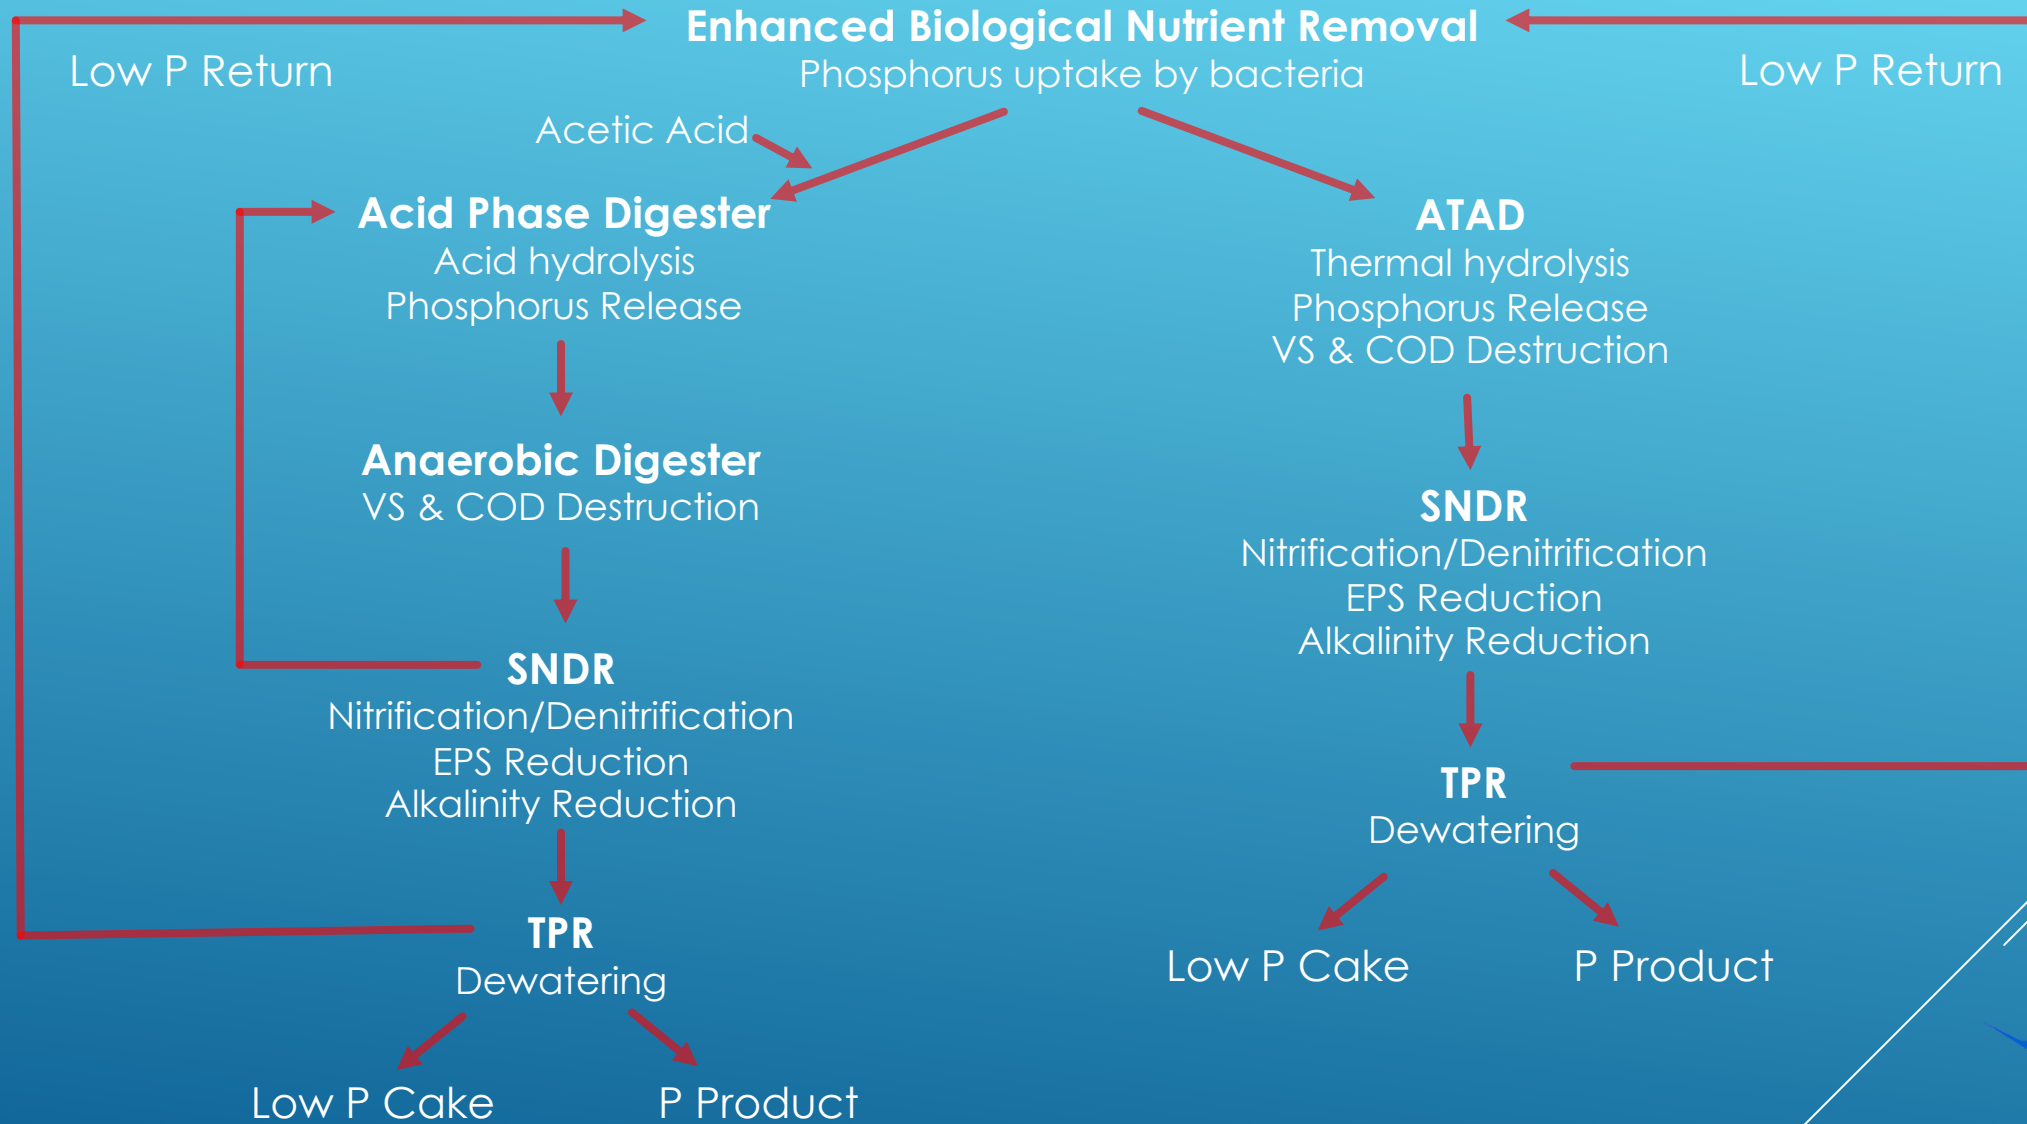 Enhanced Biological Nutrient Removal
Phosphorus uptake by bacteria
Low P Return
Low P Return
Acetic Acid
Acid Phase Digester
Acid hydrolysis
Phosphorus Release
Anaerobic Digester
VS & COD Destruction
SNDR
Nitrification/Denitrification
EPS Reduction
Alkalinity Reduction
TPR
Dewatering
Low P Cake
P Product
ATAD
Thermal hydrolysis
Phosphorus Release
VS & COD Destruction
SNDR
Nitrification/Denitrification
EPS Reduction
Alkalinity Reduction
TPR
Dewatering
Low P Cake
P Product